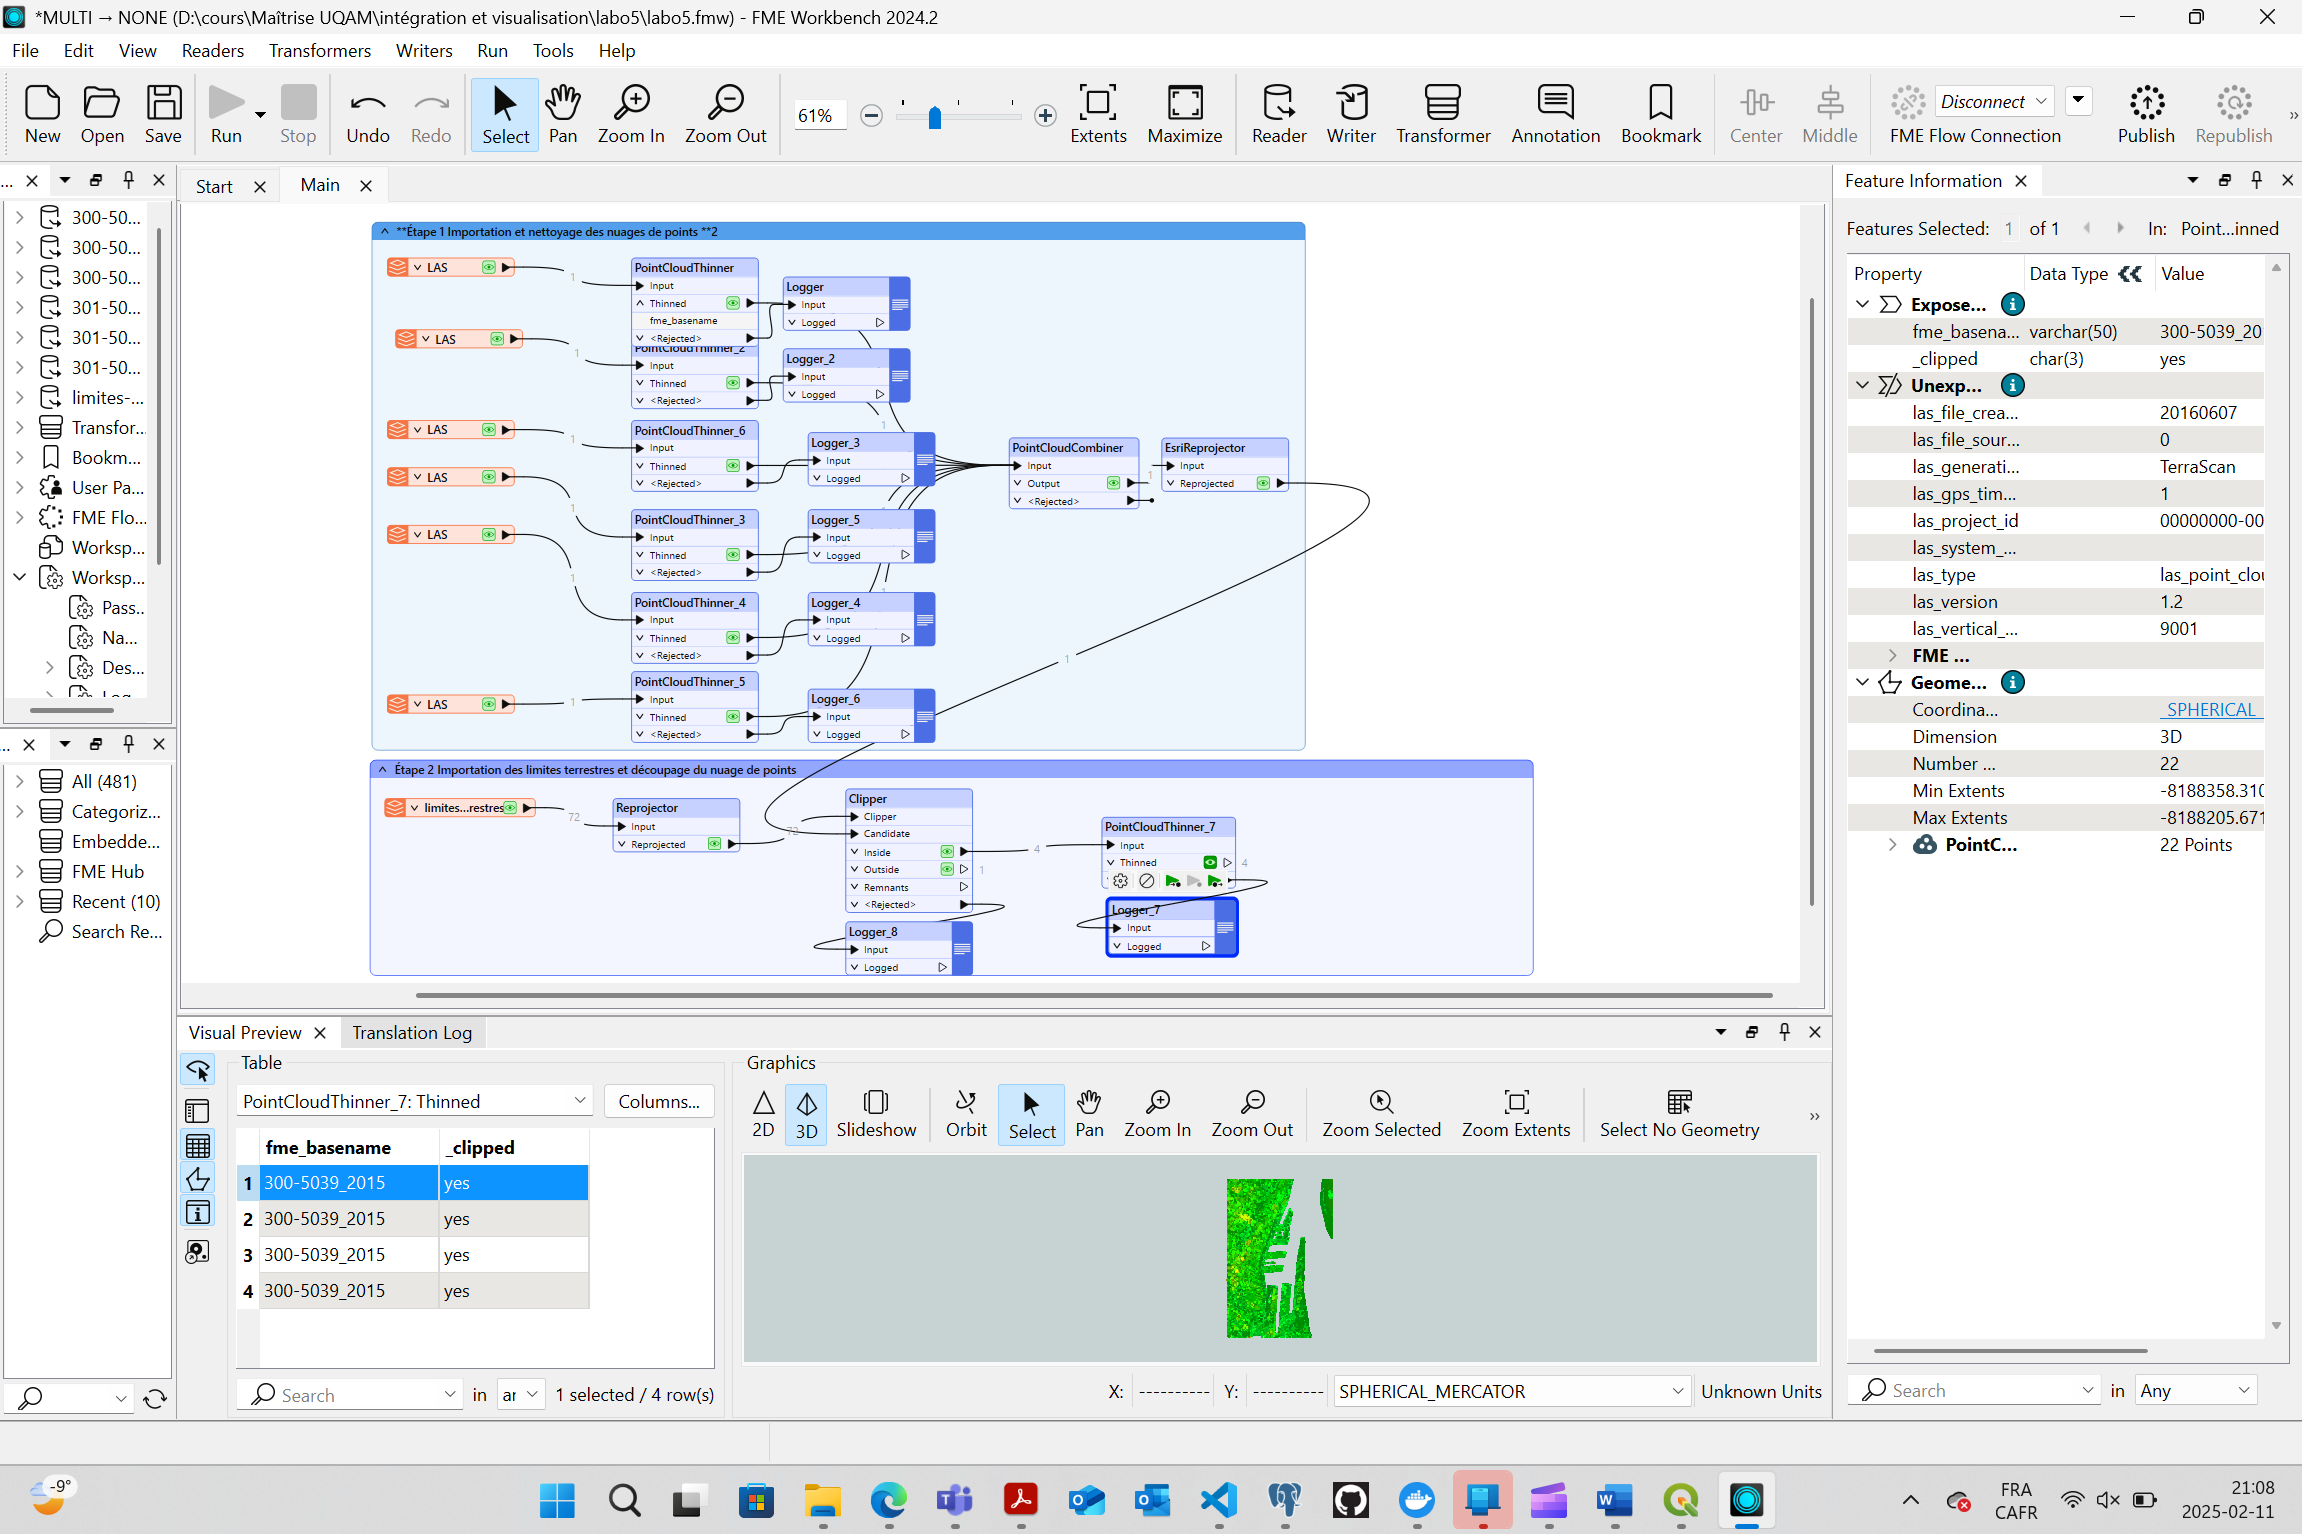 *MULTI → NONE (D:\cours\Maîtrise UQAM\intégration et visualisation\labo5\labo5.fmw) - FME Workbench 2024.2
File Edit View Readers Transformers Writers Run Tools Help
New Open Save Run Stop Undo Redo Select Pan Zoom In Zoom Out 61% Extents Maximize Reader Writer Transformer Annotation Bookmark Center Middle Disconnect FME Flow Connection Publish Republish
... Start Main
300-50...
300-50...
300-50...
301-50...
301-50...
301-50...
limites-...
Transfor...
Bookm...
User Pa...
FME Flo...
Worksp...
Worksp...
Pass...
Na...
Des...
...
All (481)
Categoriz...
Embedde...
FME Hub
Recent (10)
Search Re...
**Étape 1 Importation et nettoyage des nuages de points **2
LAS 1
PointCloudThinner
Input
Thinned
fme_basename
<Rejected>
Logger
Input
Logged
LAS 1
PointCloudThinner_2
Input
Thinned
<Rejected>
Logger_2
Input
Logged
1
LAS 1
PointCloudThinner_6
Input
Thinned
<Rejected>
Logger_3
Input
Logged
PointCloudCombiner
Input
Output 1
<Rejected>
EsriReprojector
Input
Reprojected
1
LAS 1
PointCloudThinner_3
Input
Thinned
<Rejected>
Logger_5
Input
Logged
LAS 1
PointCloudThinner_4
Input
Thinned
<Rejected>
Logger_4
Input
Logged
LAS 1
PointCloudThinner_5
Input
Thinned
<Rejected>
Logger_6
Input
Logged
Étape 2 Importation des limites terrestres et découpage du nuage de points
limites...restres 72
Reprojector
Input
Reprojected 72
Clipper
Clipper
Candidate
Inside 4
Outside 1
Remnants
<Rejected>
Logger_8
Input
Logged
PointCloudThinner_7
Input
Thinned 4
Logger_7
Input
Logged
Visual Preview Translation Log
Table
PointCloudThinner_7: Thinned Columns...
fme_basename _clipped
1 300-5039_2015 yes
2 300-5039_2015 yes
3 300-5039_2015 yes
4 300-5039_2015 yes
Search in ar 1 selected / 4 row(s)
Graphics
2D 3D Slideshow Orbit Select Pan Zoom In Zoom Out Zoom Selected Zoom Extents Select No Geometry
X: ---------- Y: ---------- SPHERICAL_MERCATOR Unknown Units
Feature Information
Features Selected: 1 of 1 In: Point...inned
Property Data Type Value
Expose...
fme_basena... varchar(50) 300-5039_20
_clipped char(3) yes
Unexp...
las_file_crea... 20160607
las_file_sour... 0
las_generati... TerraScan
las_gps_tim... 1
las_project_id 00000000-00
las_system_...
las_type las_point_clou
las_version 1.2
las_vertical_... 9001
FME ...
Geome...
Coordina... _SPHERICAL_
Dimension 3D
Number ... 22
Min Extents -8188358.310
Max Extents -8188205.671
PointC... 22 Points
Search in Any
-9° FRA CAFR 21:08 2025-02-11